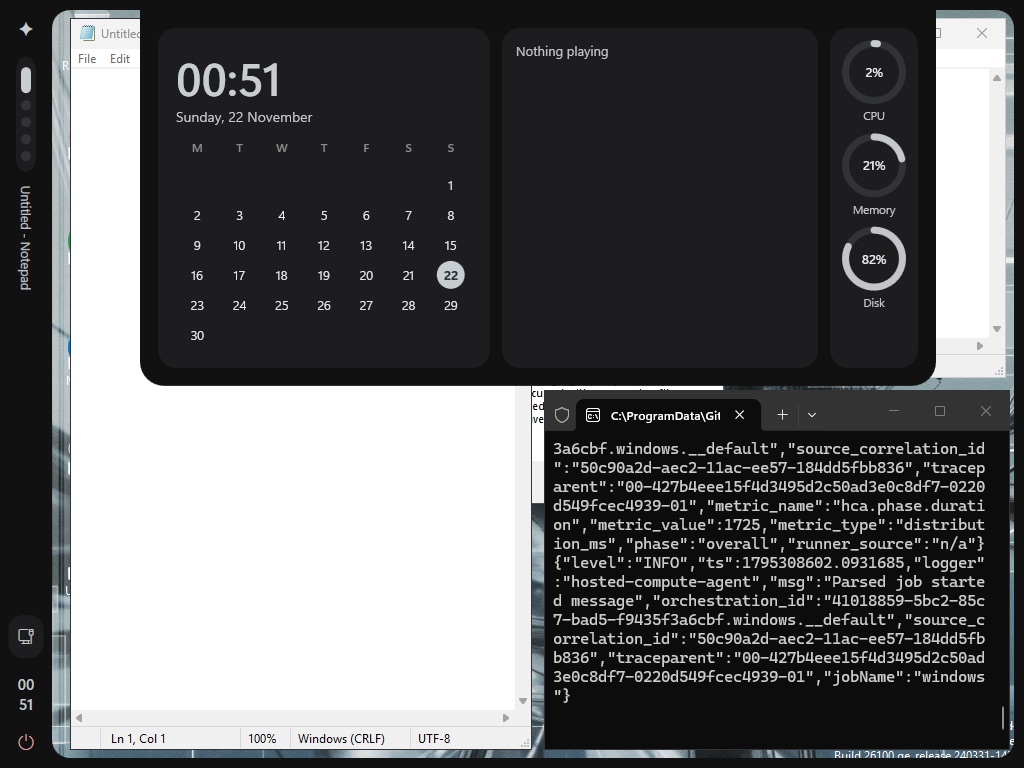 Untitled - Notepad
00
51
File Edit
00:51
Sunday, 22 November
M T W T F S S
1
2 3 4 5 6 7 8
9 10 11 12 13 14 15
16 17 18 19 20 21 22
23 24 25 26 27 28 29
30
Nothing playing
2%
CPU
21%
Memory
82%
Disk
C:\ProgramData\Git
3a6cbf.windows.__default","source_correlation_id
":"50c90a2d-aec2-11ac-ee57-184dd5fbb836","tracep
arent":"00-427b4eee15f4d3495d2c50ad3e0c8df7-0220
d549fcec4939-01","metric_name":"hca.phase.durati
on","metric_value":1725,"metric_type":"distribut
ion_ms","phase":"overall","runner_source":"n/a"}
{"level":"INFO","ts":1795308602.0931685,"logger"
:"hosted-compute-agent","msg":"Parsed job starte
d message","orchestration_id":"41018859-5bc2-85c
7-bad5-f9435f3a6cbf.windows.__default","source_c
orrelation_id":"50c90a2d-aec2-11ac-ee57-184dd5fb
b836","traceparent":"00-427b4eee15f4d3495d2c50ad
3e0c8df7-0220d549fcec4939-01","jobName":"windows
"}
Ln 1, Col 1 100% Windows (CRLF) UTF-8